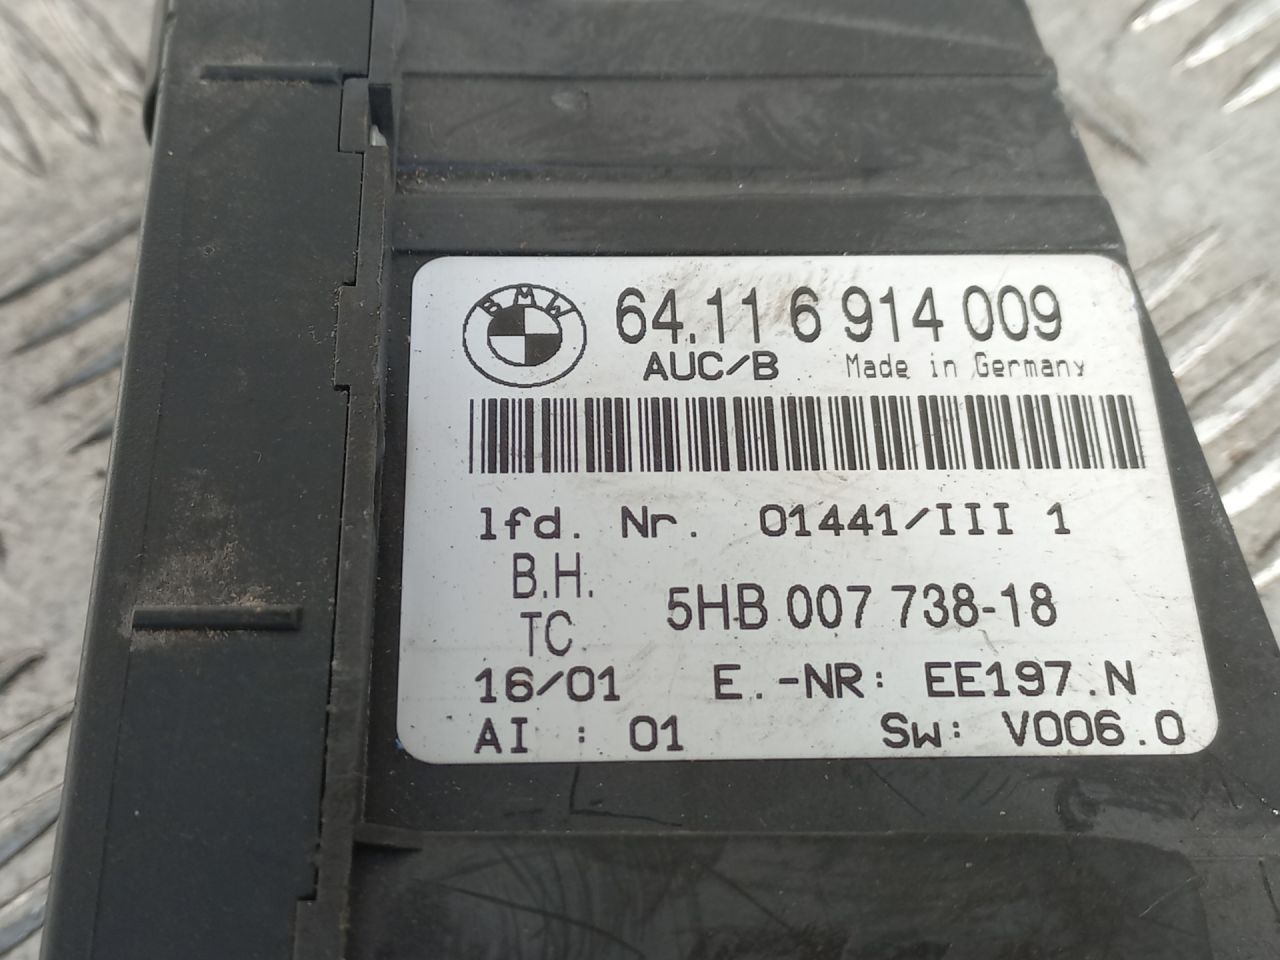 BMW
64.11 6 914 009
AUC/B Made in Germany
lfd. Nr. 01441/III 1
B.H.
5HB 007 738-18
TC
16/01 E.-NR: EE197.N
AI : 01 Sw: V006.0